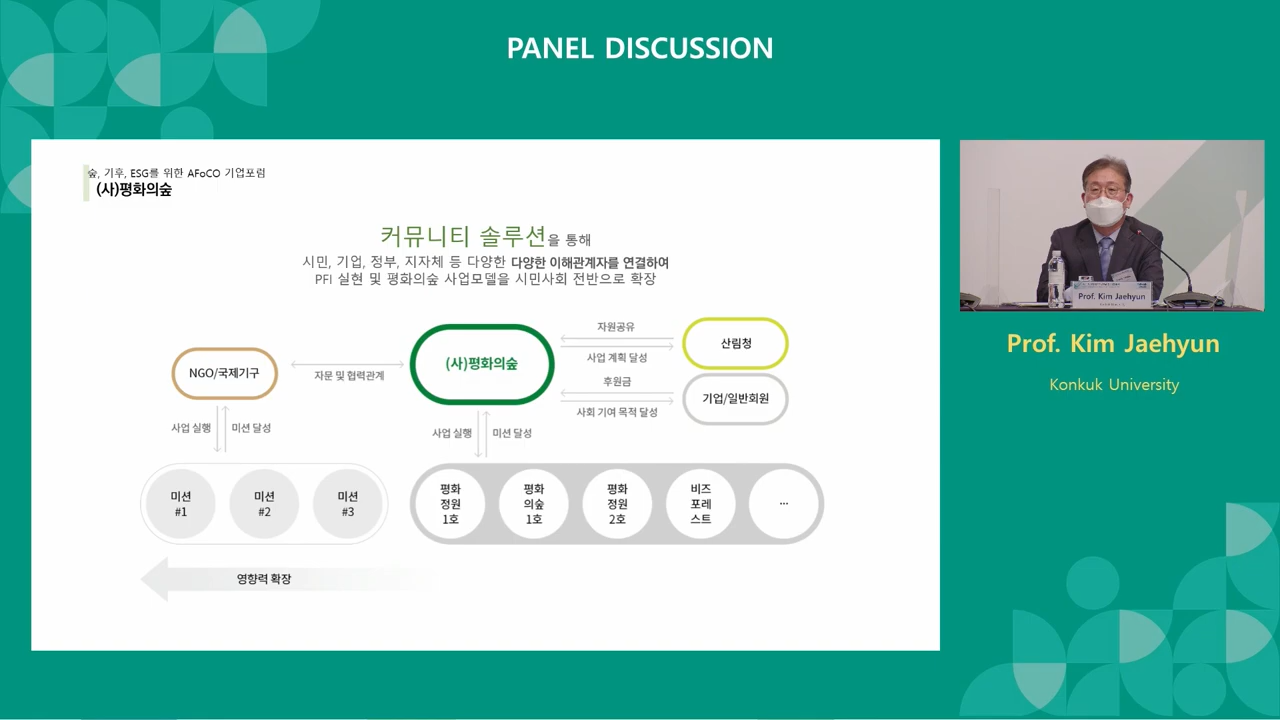 PANEL DISCUSSION
숲, 기후, ESG를 위한 AFoCO 기업포럼
(사)평화의숲
커뮤니티 솔루션을 통해
시민, 기업, 정부, 지자체 등 다양한 다양한 이해관계자를 연결하여
PFI 실현 및 평화의숲 사업모델을 시민사회 전반으로 확장
NGO/국제기구
자문 및 협력관계
(사)평화의숲
자원공유
사업 계획 달성
산림청
후원금
사회 기여 목적 달성
기업/일반회원
사업 실행
미션 달성
사업 실행
미션 달성
미션
#1
미션
#2
미션
#3
평화
정원
1호
평화
의숲
1호
평화
정원
2호
비즈
포레
스트
...
영향력 확장
Prof. Kim Jaehyun
Prof. Kim Jaehyun
Konkuk University